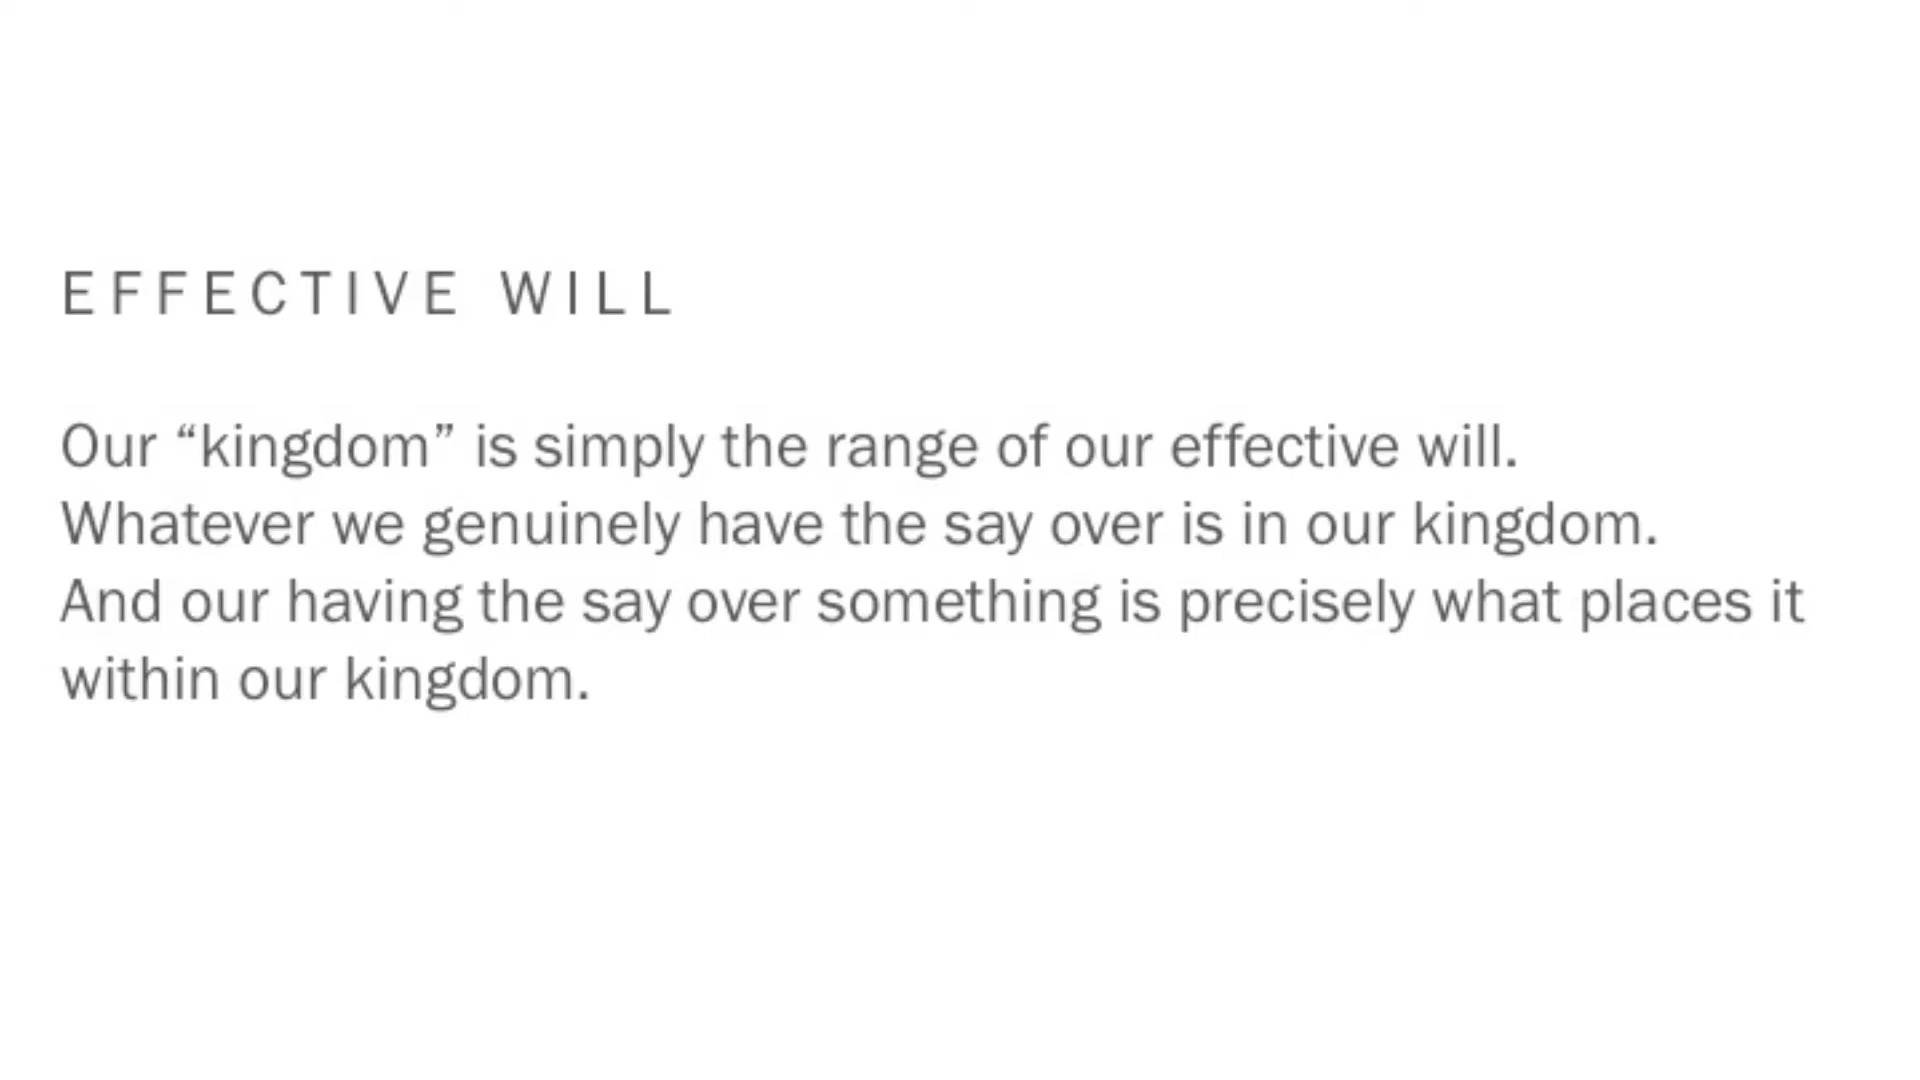 EFFECTIVE WILL
Our “kingdom” is simply the range of our effective will.
Whatever we genuinely have the say over is in our kingdom.
And our having the say over something is precisely what places it
within our kingdom.